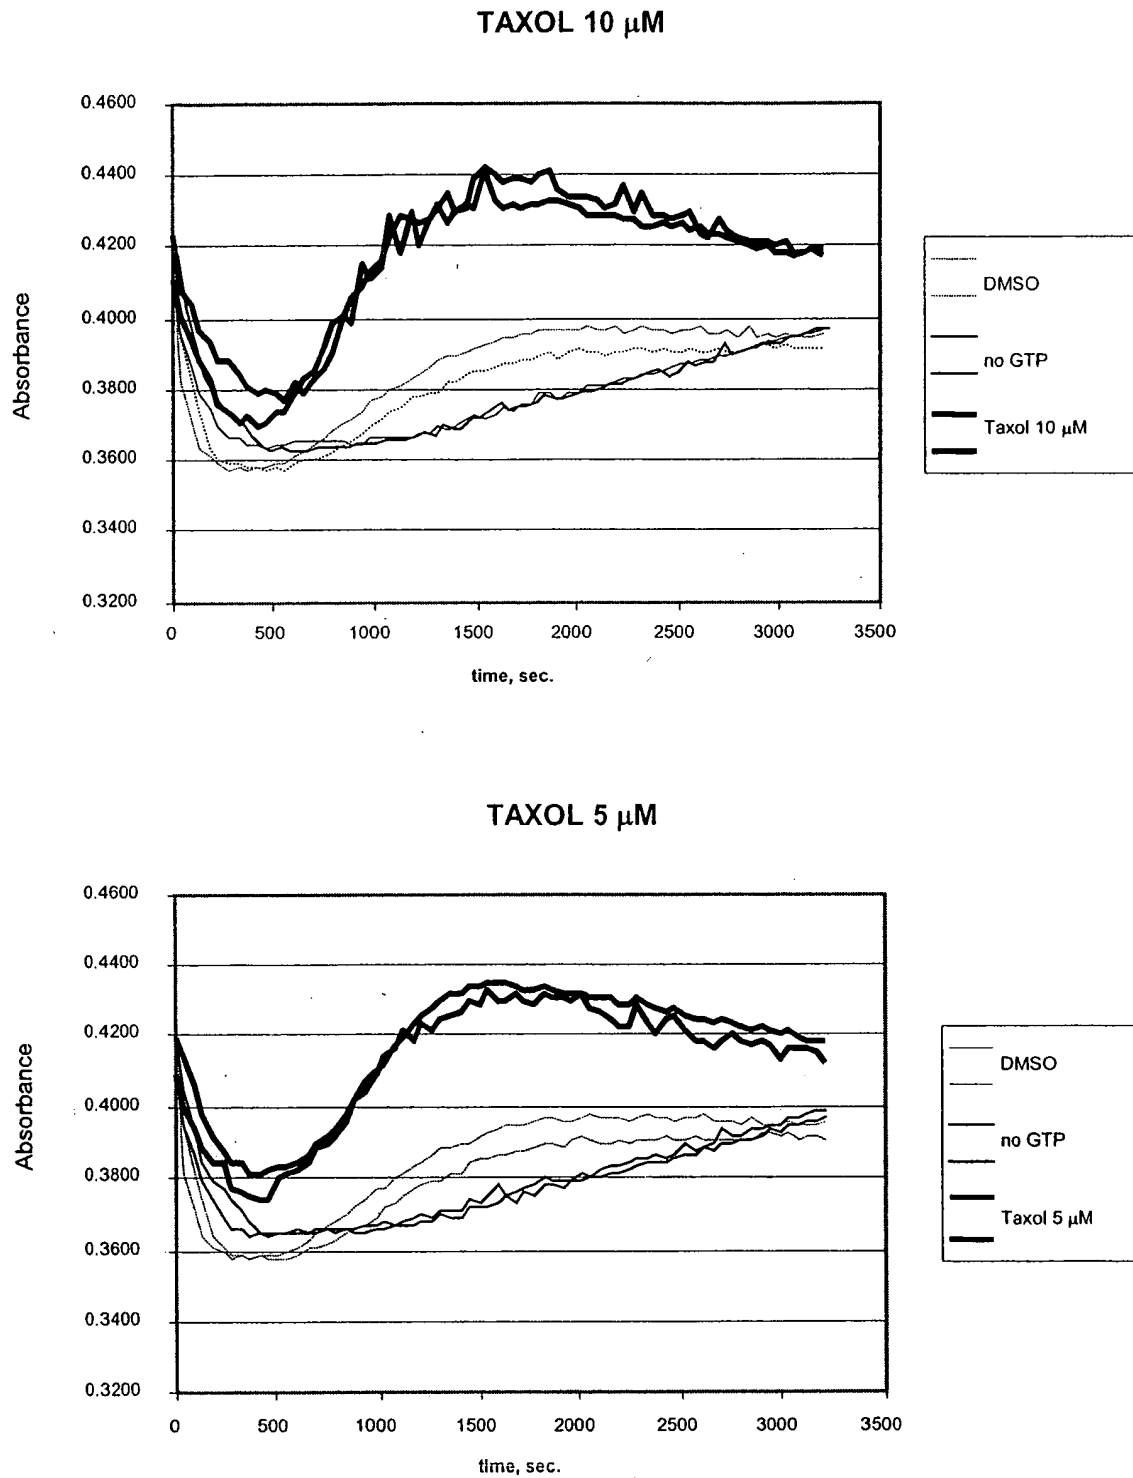 TAXOL 10 μM
0.4600
0.4400
0.4200
0.4000
0.3800
0.3600
0.3400
0.3200
Absorbance
0 500 1000 1500 2000 2500 3000 3500
time, sec.
DMSO
no GTP
Taxol 10 μM
TAXOL 5 μM
0.4600
0.4400
0.4200
0.4000
0.3800
0.3600
0.3400
0.3200
Absorbance
0 500 1000 1500 2000 2500 3000 3500
time, sec.
DMSO
no GTP
Taxol 5 μM